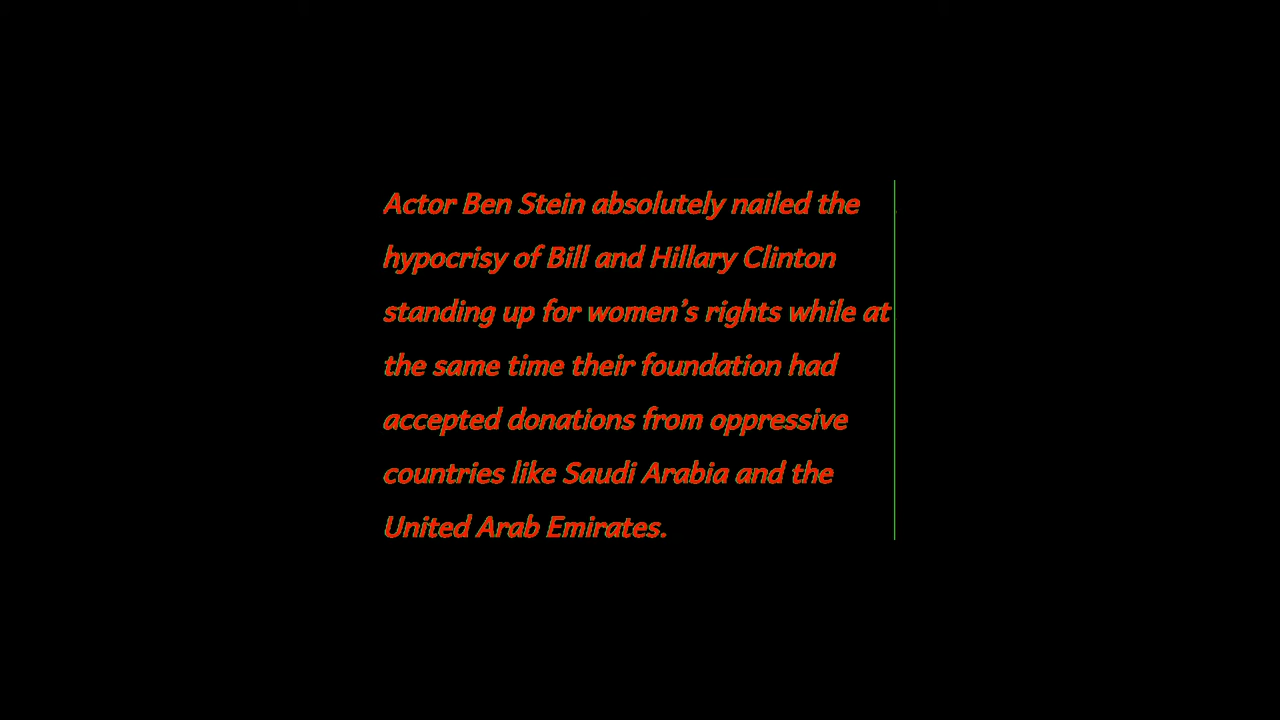 Actor Ben Stein absolutely nailed the
hypocrisy of Bill and Hillary Clinton
standing up for women’s rights while at
the same time their foundation had
accepted donations from oppressive
countries like Saudi Arabia and the
United Arab Emirates.